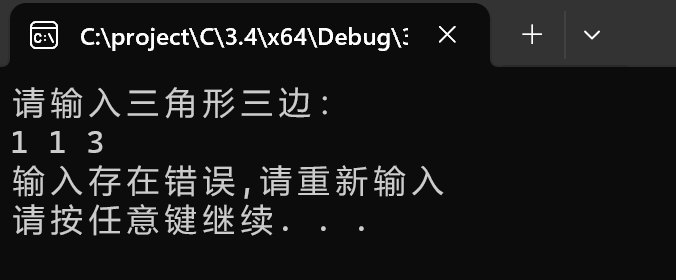 C:\project\C\3.4\x64\Debug\3
请输入三角形三边:
1 1 3
输入存在错误,请重新输入
请按任意键继续. . .